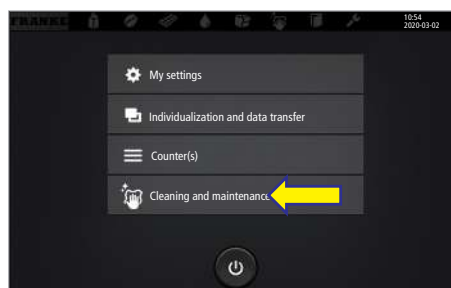 FRANKE
10:54
2020-03-02
My settings
Individualization and data transfer
Counter(s)
Cleaning and maintenance